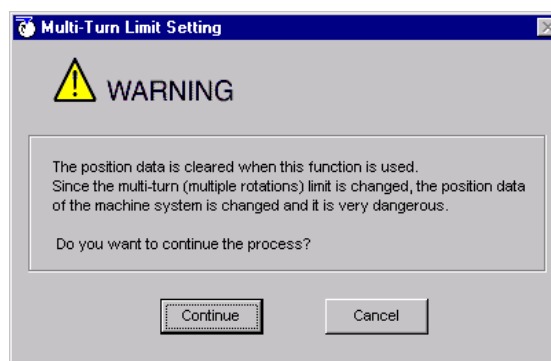 Multi-Turn Limit Setting
WARNING
The position data is cleared when this function is used.
Since the multi-turn (multiple rotations) limit is changed, the position data
of the machine system is changed and it is very dangerous.
Do you want to continue the process?
Continue
Cancel